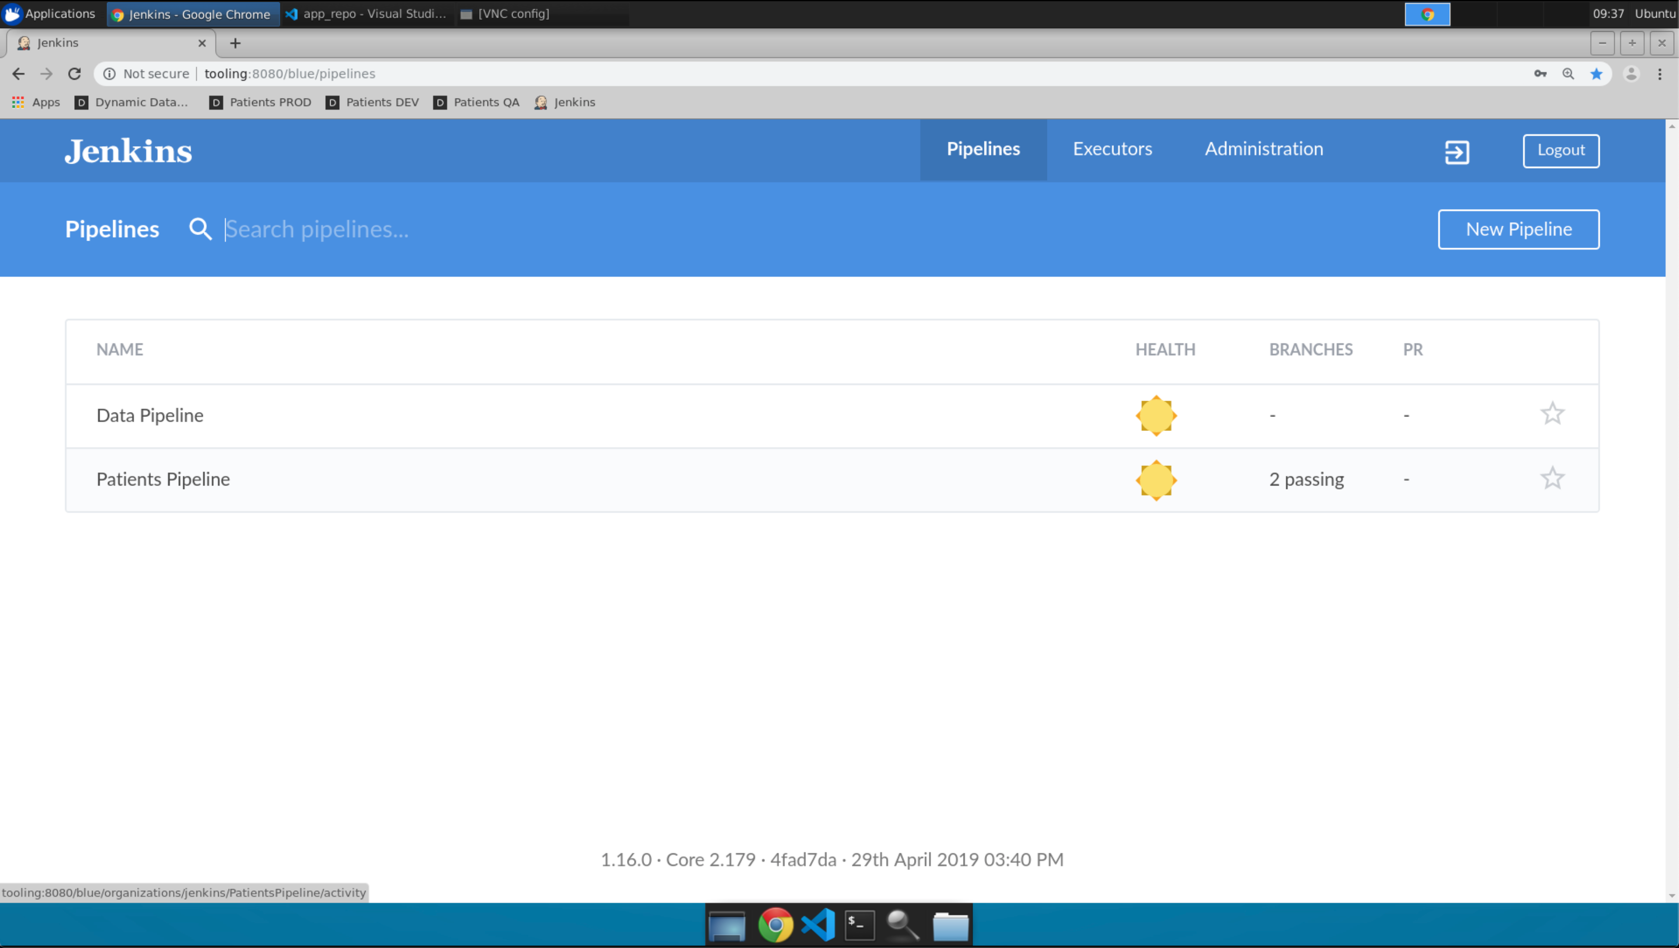 Applications Jenkins - Google Chrome app_repo - Visual Studi... [VNC config] 09:37 Ubuntu
Jenkins
Not secure tooling:8080/blue/pipelines
Apps Dynamic Data... Patients PROD Patients DEV Patients QA Jenkins
Jenkins Pipelines Executors Administration Logout
Pipelines Search pipelines... New Pipeline
NAME HEALTH BRANCHES PR
Data Pipeline - -
Patients Pipeline 2 passing -
1.16.0 · Core 2.179 · 4fad7da · 29th April 2019 03:40 PM
tooling:8080/blue/organizations/jenkins/PatientsPipeline/activity
$_